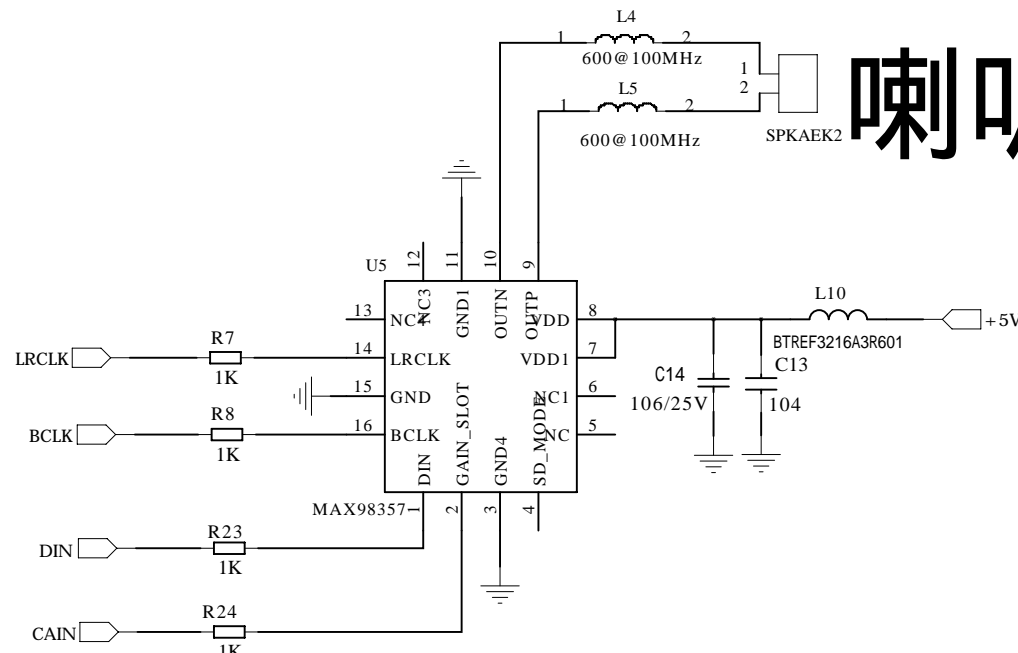 L4
1 2
600@100MHz
L5
1 2
600@100MHz
1
2
SPKAEK2
喇
U5
12
11
10
9
NC3
GND1
OUTN
OUTP
13 NC4
VDD 8
L10
+5V
BTREF3216A3R601
LRCLK
R7
1K
14 LRCLK
VDD1 7
C14
106/25V
C13
104
15 GND
NC1 6
BCLK
R8
1K
16 BCLK
NC 5
DIN
GAIN_SLOT
GND4
SD_MODE
MAX98357
1
2
3
4
DIN
R23
1K
CAIN
R24
1K